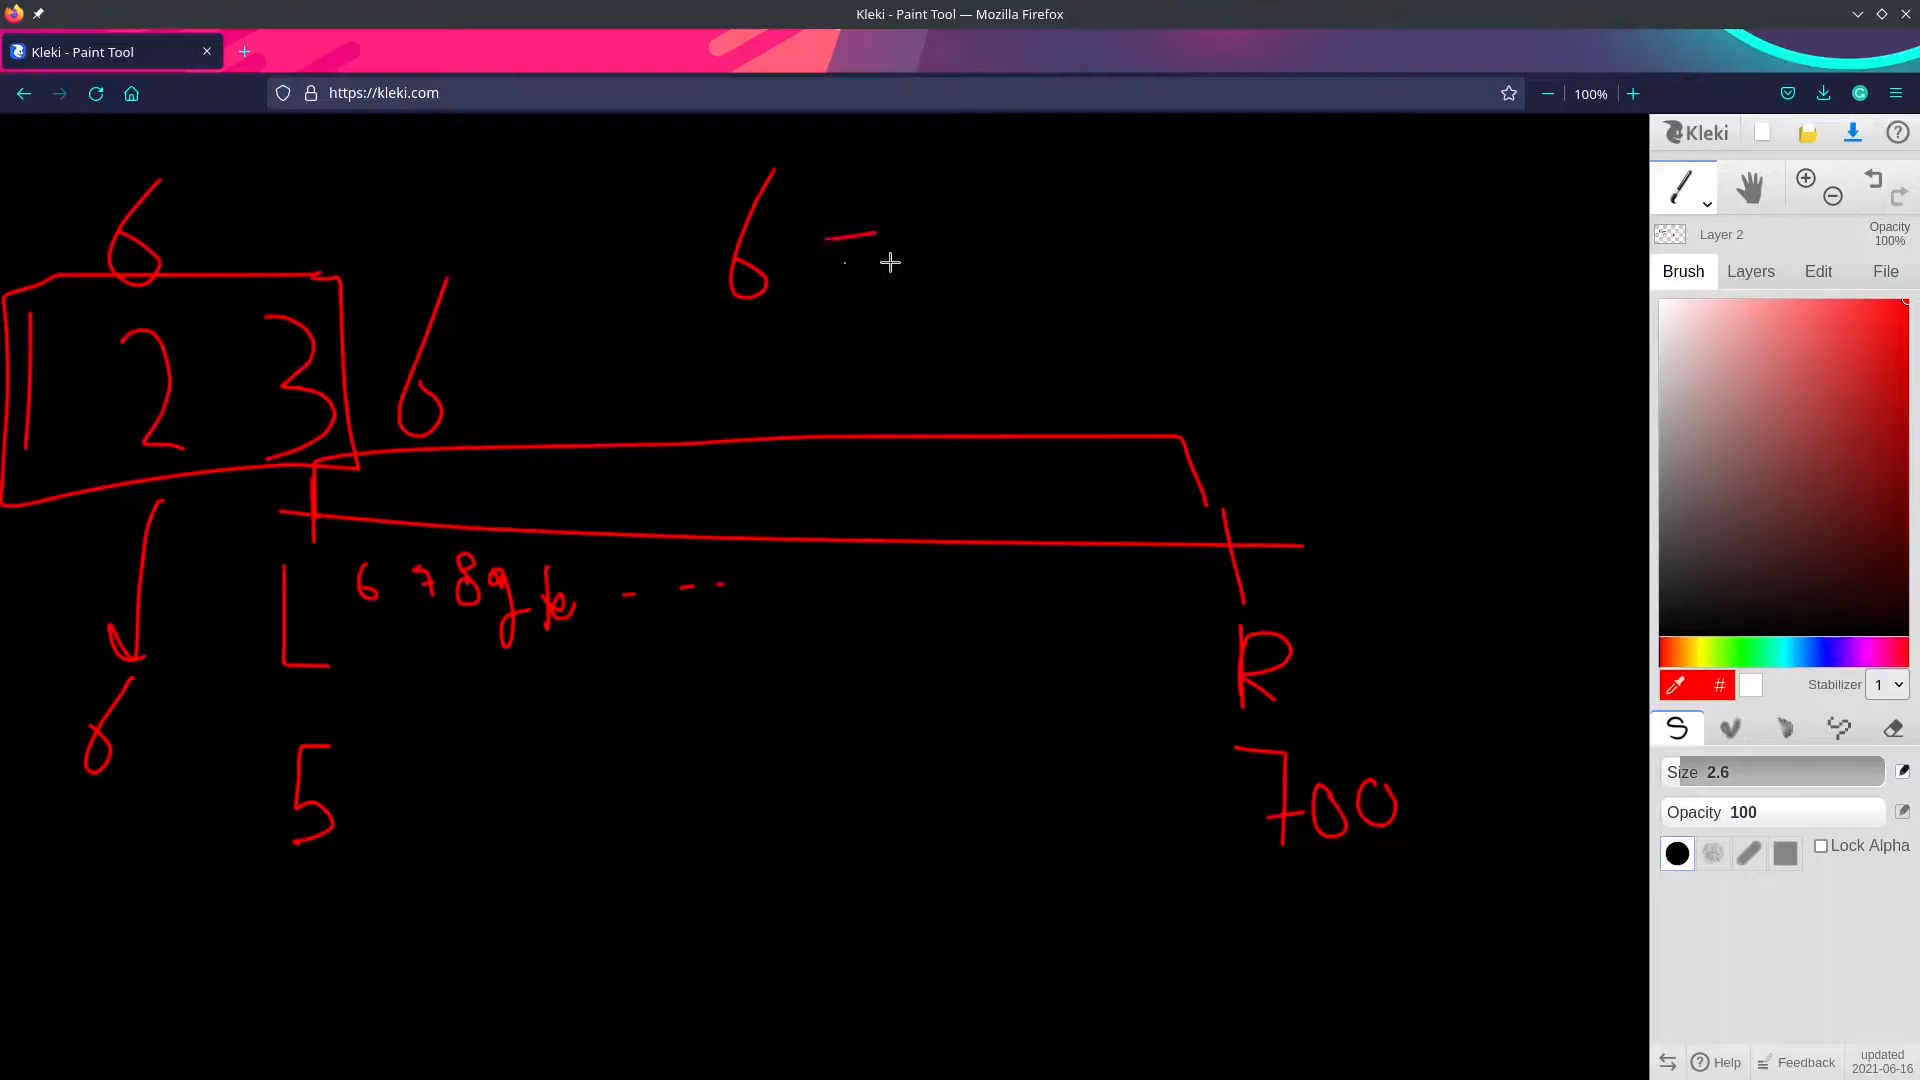 Kleki - Paint Tool — Mozilla Firefox
Kleki - Paint Tool
https://kleki.com
100%
Kleki
Layer 2
Opacity
100%
Brush Layers Edit File
6
6 =
1 2 3 6
6 7 8 9 10 - - -
L R
6
5 700
# Stabilizer 1
Size 2.6
Opacity 100
Lock Alpha
Help Feedback updated
2021-06-16